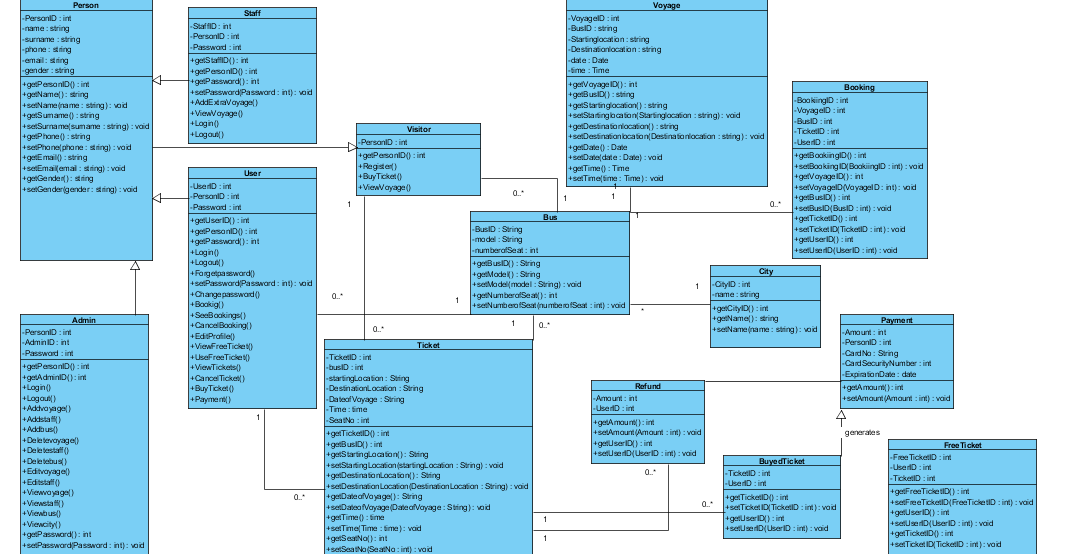 Person
-PersonID : int
-name : string
-surname : string
-phone : string
-email : string
-gender : string
+getPersonID() : int
+getName() : string
+setName(name : string) : void
+getSurname() : string
+setSurname(surname : string) : void
+getPhone() : string
+setPhone(phone : string) : void
+getEmail() : string
+setEmail(email : string) : void
+getGender() : string
+setGender(gender : string) : void
Staff
-StaffID : int
-PersonID : int
-Password : int
+getStaffID() : int
+getPersonID() : int
+getPassword() : int
+setPassword(Password : int) : void
+AddExtraVoyage()
+ViewVoyage()
+Login()
+Logout()
Visitor
-PersonID : int
+getPersonID() : int
+Register()
+BuyTicket()
+ViewVoyage()
Voyage
-VoyageID : int
-BusID : string
-Startinglocation : string
-Destinationlocation : string
-date : Date
-time : Time
+getVoyageID() : int
+getBusID() : string
+getStartinglocation() : string
+setStartinglocation(Startinglocation : string) : void
+getDestinationlocation() : string
+setDestinationlocation(Destinationlocation : string) : void
+getDate() : Date
+setDate(date : Date) : void
+getTime() : Time
+setTime(time : Time) : void
Booking
-BookiingID : int
-VoyageID : int
-BusID : int
-TicketID : int
-UserID : int
+getBookiingID() : int
+setBookingID(BookiingID : int) : void
+getVoyageID() : int
+setVoyageID(VoyageID : int) : void
+getBusID() : int
+setBusID(BusID : int) : void
+getTicketID() : int
+setTicketID(TicketID : int) : void
+getUserID() : int
+setUserID(UserID : int) : void
User
-UserID : int
-PersonID : int
-Password : int
+getUserID() : int
+getPersonID() : int
+getPassword() : int
+Login()
+Logout()
+Forgetpassword()
+setPassword(Password : int) : void
+Changepassword()
+Bookig()
+SeeBookings()
+CancelBooking()
+EditProfile()
+ViewFreeTicket()
+UseFreeTicket()
+ViewTickets()
+CancelTicket()
+BuyTicket()
+Payment()
Bus
-BusID : String
-model : String
-numberofSeat : int
+getBusID() : String
+getModel() : String
+setModel(model : String) : void
+getNumberofSeat() : int
+setNumberofSeat(numberofSeat : int) : void
City
-CityID : int
-name : string
+getCityID() : int
+getName() : string
+setName(name : string) : void
Admin
-PersonID : int
-AdminID : int
-Password : int
+getPersonID() : int
+getAdminID() : int
+Login()
+Logout()
+Addvoyage()
+Addstaff()
+Addbus()
+Deletevoyage()
+Deletestaff()
+Deletebus()
+Editvoyage()
+Editstaff()
+Viewvoyage()
+Viewstaff()
+Viewbus()
+Viewcity()
+getPassword() : int
+setPassword(Password : int) : void
Ticket
-TicketID : int
-busID : int
-startingLocation : String
-DestinationLocation : String
-DateofVoyage : String
-Time : time
-SeatNo : int
+getTicketID() : int
+getBusID() : int
+getStartingLocation() : String
+setStartingLocation(startingLocation : String) : void
+getDestinationLocation() : String
+setDestinationLocation(DestinationLocation : String) : void
+getDateofVoyage() : String
+setDateofVoyage(DateofVoyage : String) : void
+getTime() : time
+setTime(Time : time) : void
+getSeatNo() : int
+setSeatNo(SeatNo : int) : void
Payment
-Amount : int
-PersonID : int
-CardNo : String
-CardSecurityNumber : int
-ExpirationDate : date
+getAmount() : int
+setAmount(Amount : int) : void
Refund
-Amount : int
-UserID : int
+getAmount() : int
+setAmount(Amount : int) : void
+getUserID() : int
+setUserID(UserID : int) : void
generates
BuyedTicket
-TicketID : int
-UserID : int
+getTicketID() : int
+setTicketID(TicketID : int) : void
+getUserID() : int
+setUserID(UserID : int) : void
FreeTicket
-FreeTicketID : int
-UserID : int
-TicketID : int
+getFreeTicketID() : int
+setFreeTicketID(FreeTicketID : int) : void
+getUserID() : int
+setUserID(UserID : int) : void
+getTicketID() : int
+setTicketID(TicketID : int) : void
0..*
1
1
1
1
0..*
1
1
*
0..*
1
0..*
1
0..*
1
0..*
0..*
0..*
1
1